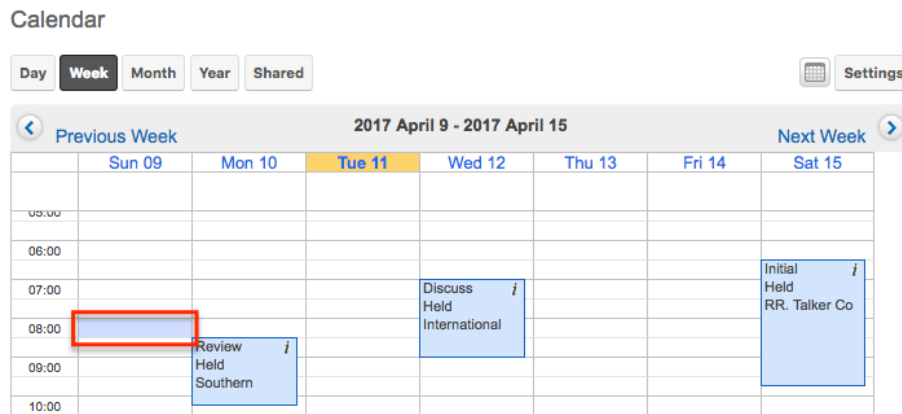 Calendar
Day Week Month Year Shared Settings
Previous Week 2017 April 9 - 2017 April 15 Next Week
Sun 09 Mon 10 Tue 11 Wed 12 Thu 13 Fri 14 Sat 15
05:00
06:00
Initial i
07:00 Discuss i Held
Held RR. Talker Co
08:00 International
Review i
09:00 Held
Southern
10:00